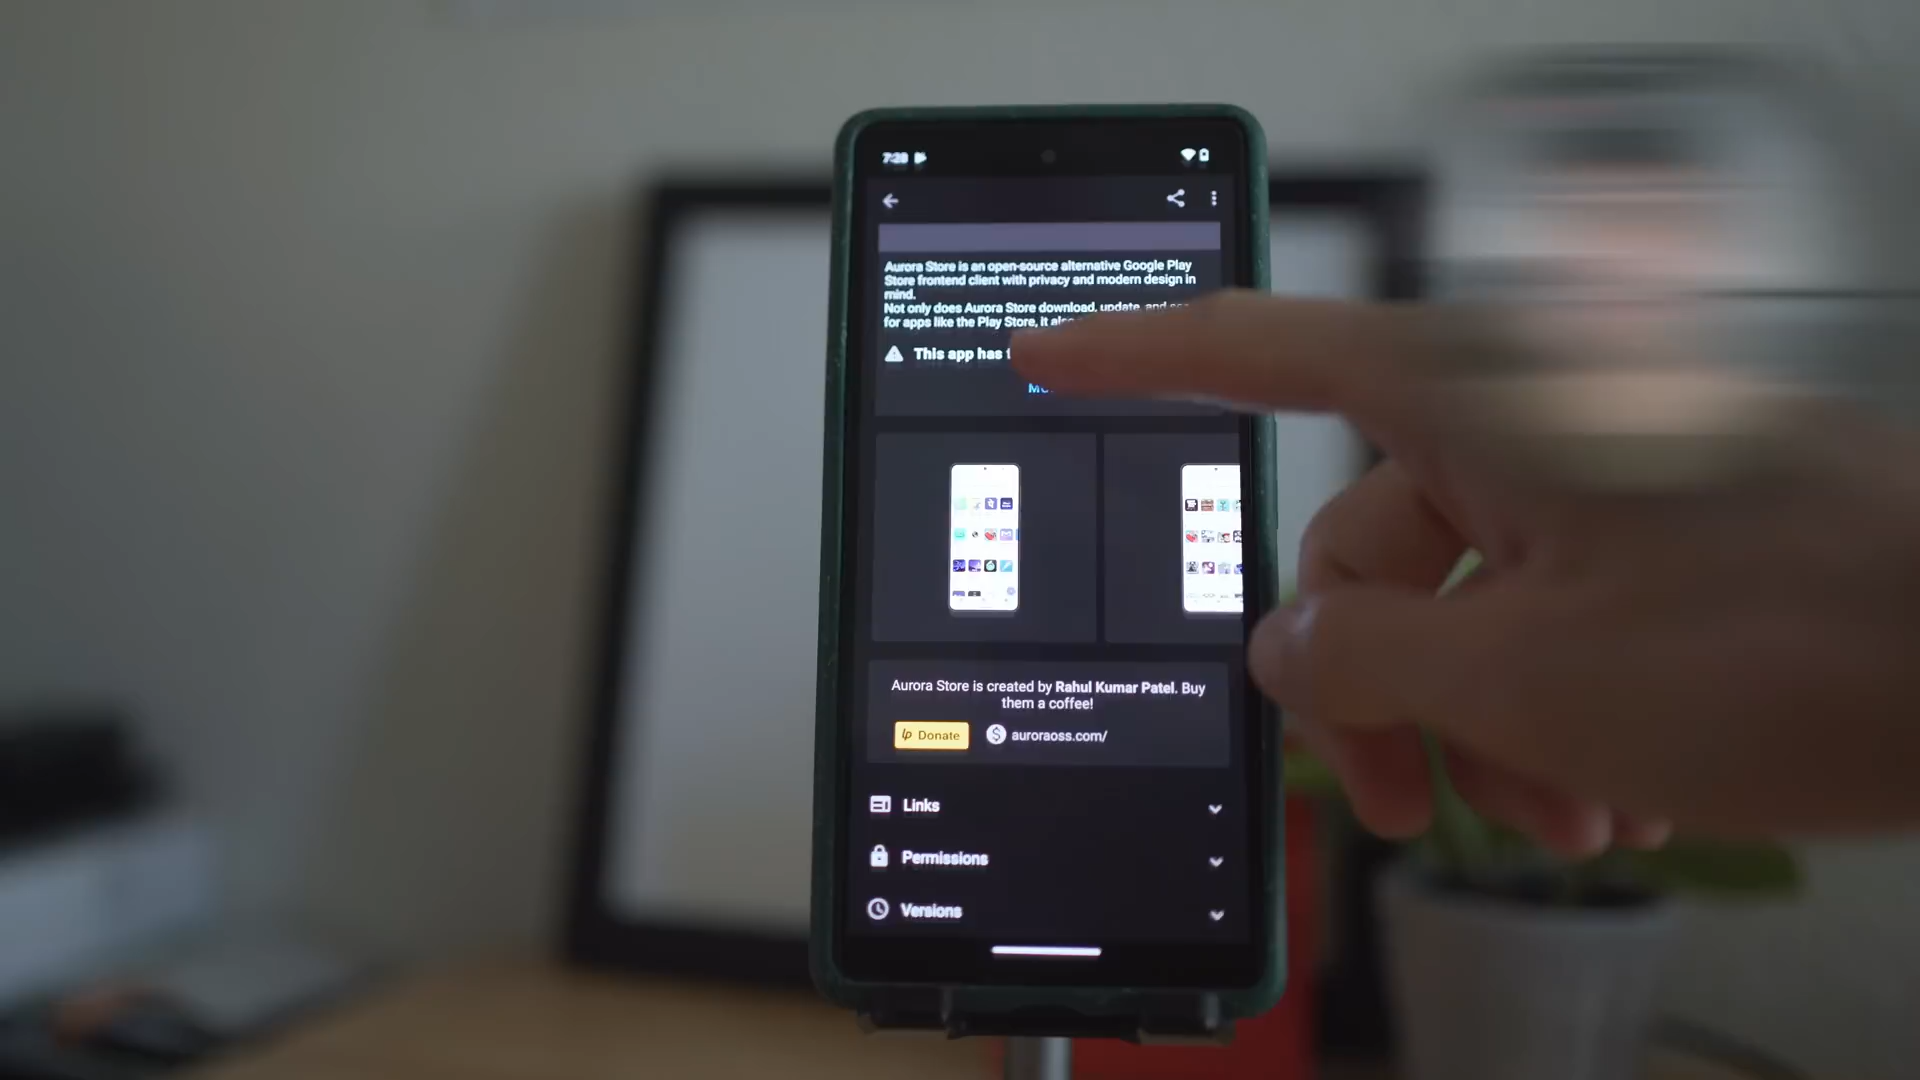 7:28
Aurora Store is an open-source alternative Google Play
Store frontend client with privacy and modern design in
mind.
Not only does Aurora Store download, update, and
for apps like the Play Store, it
This app has
Aurora Store is created by Rahul Kumar Patel. Buy
them a coffee!
Donate
auroraoss.com/
Links
Permissions
Versions